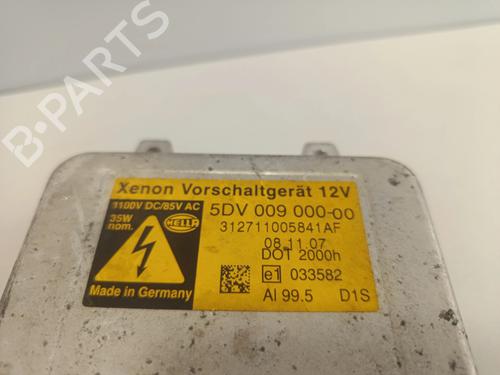 B-PARTS
Xenon Vorschaltgerät 12V
1100V DC/85V AC
35W
nom.
HELLA
5DV 009 000-00
312711005841AF
08.11.07
DOT 2000h
e1 033582
Made in Germany
Al 99.5 D1S